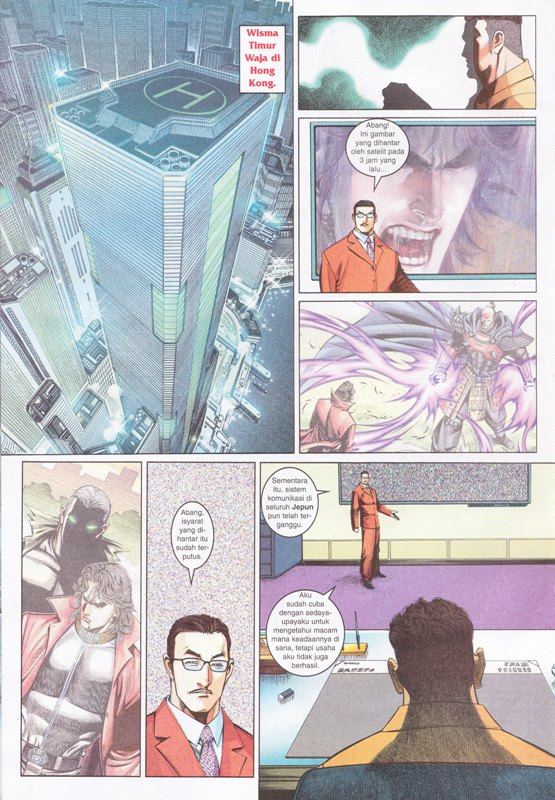 Wisma
Timur
Waja di
Hong
Kong.
H
Abang!
Ini gambar
yang dihantar
oleh satelit pada
3 jam yang
lalu...
Abang,
isyarat
yang di-
hantar itu
sudah ter-
putus.
Sementara
itu, sistem
komunikasi di
seluruh Jepun
pun telah ter-
ganggu.
Aku
sudah cuba
dengan sedaya-
upayaku untuk
mengetahui macam
mana keadaannya di
sana, tetapi usaha
aku tidak juga
berhasil.